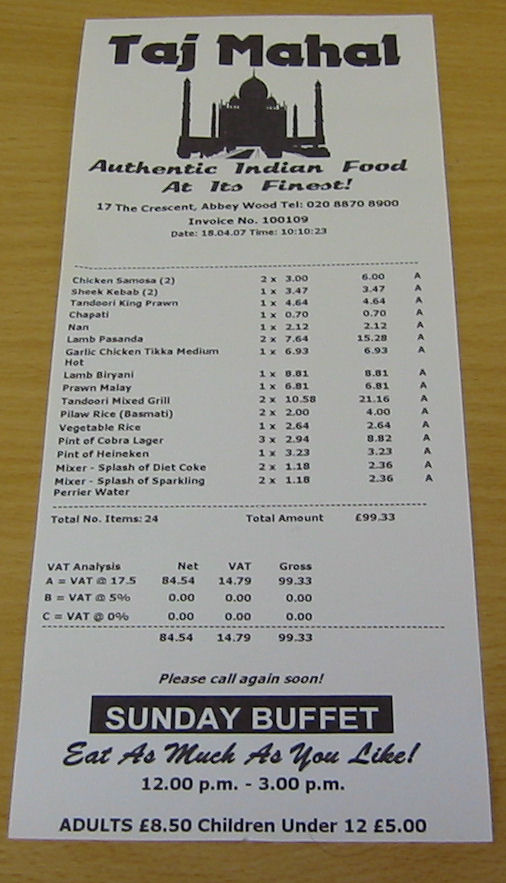 Taj Mahal
Authentic Indian Food
At Its Finest!
17 The Crescent, Abbey Wood Tel: 020 8870 8900
Invoice No. 100109
Date: 18.04.07 Time: 10:10:23
Chicken Samosa (2) 2 x 3.00 6.00 A
Sheek Kebab (2) 1 x 3.47 3.47 A
Tandoori King Prawn 1 x 4.64 4.64 A
Chapati 1 x 0.70 0.70 A
Nan 1 x 2.12 2.12 A
Lamb Pasanda 2 x 7.64 15.28 A
Garlic Chicken Tikka Medium 1 x 6.93 6.93 A
Hot
Lamb Biryani 1 x 8.81 8.81 A
Prawn Malay 1 x 6.81 6.81 A
Tandoori Mixed Grill 2 x 10.58 21.16 A
Pilaw Rice (Basmati) 2 x 2.00 4.00 A
Vegetable Rice 1 x 2.64 2.64 A
Pint of Cobra Lager 3 x 2.94 8.82 A
Pint of Heineken 1 x 3.23 3.23 A
Mixer - Splash of Diet Coke 2 x 1.18 2.36 A
Mixer - Splash of Sparkling 2 x 1.18 2.36 A
Perrier Water
Total No. Items: 24 Total Amount £99.33
VAT Analysis Net VAT Gross
A = VAT @ 17.5 84.54 14.79 99.33
B = VAT @ 5% 0.00 0.00 0.00
C = VAT @ 0% 0.00 0.00 0.00
84.54 14.79 99.33
Please call again soon!
SUNDAY BUFFET
Eat As Much As You Like!
12.00 p.m. - 3.00 p.m.
ADULTS £8.50 Children Under 12 £5.00